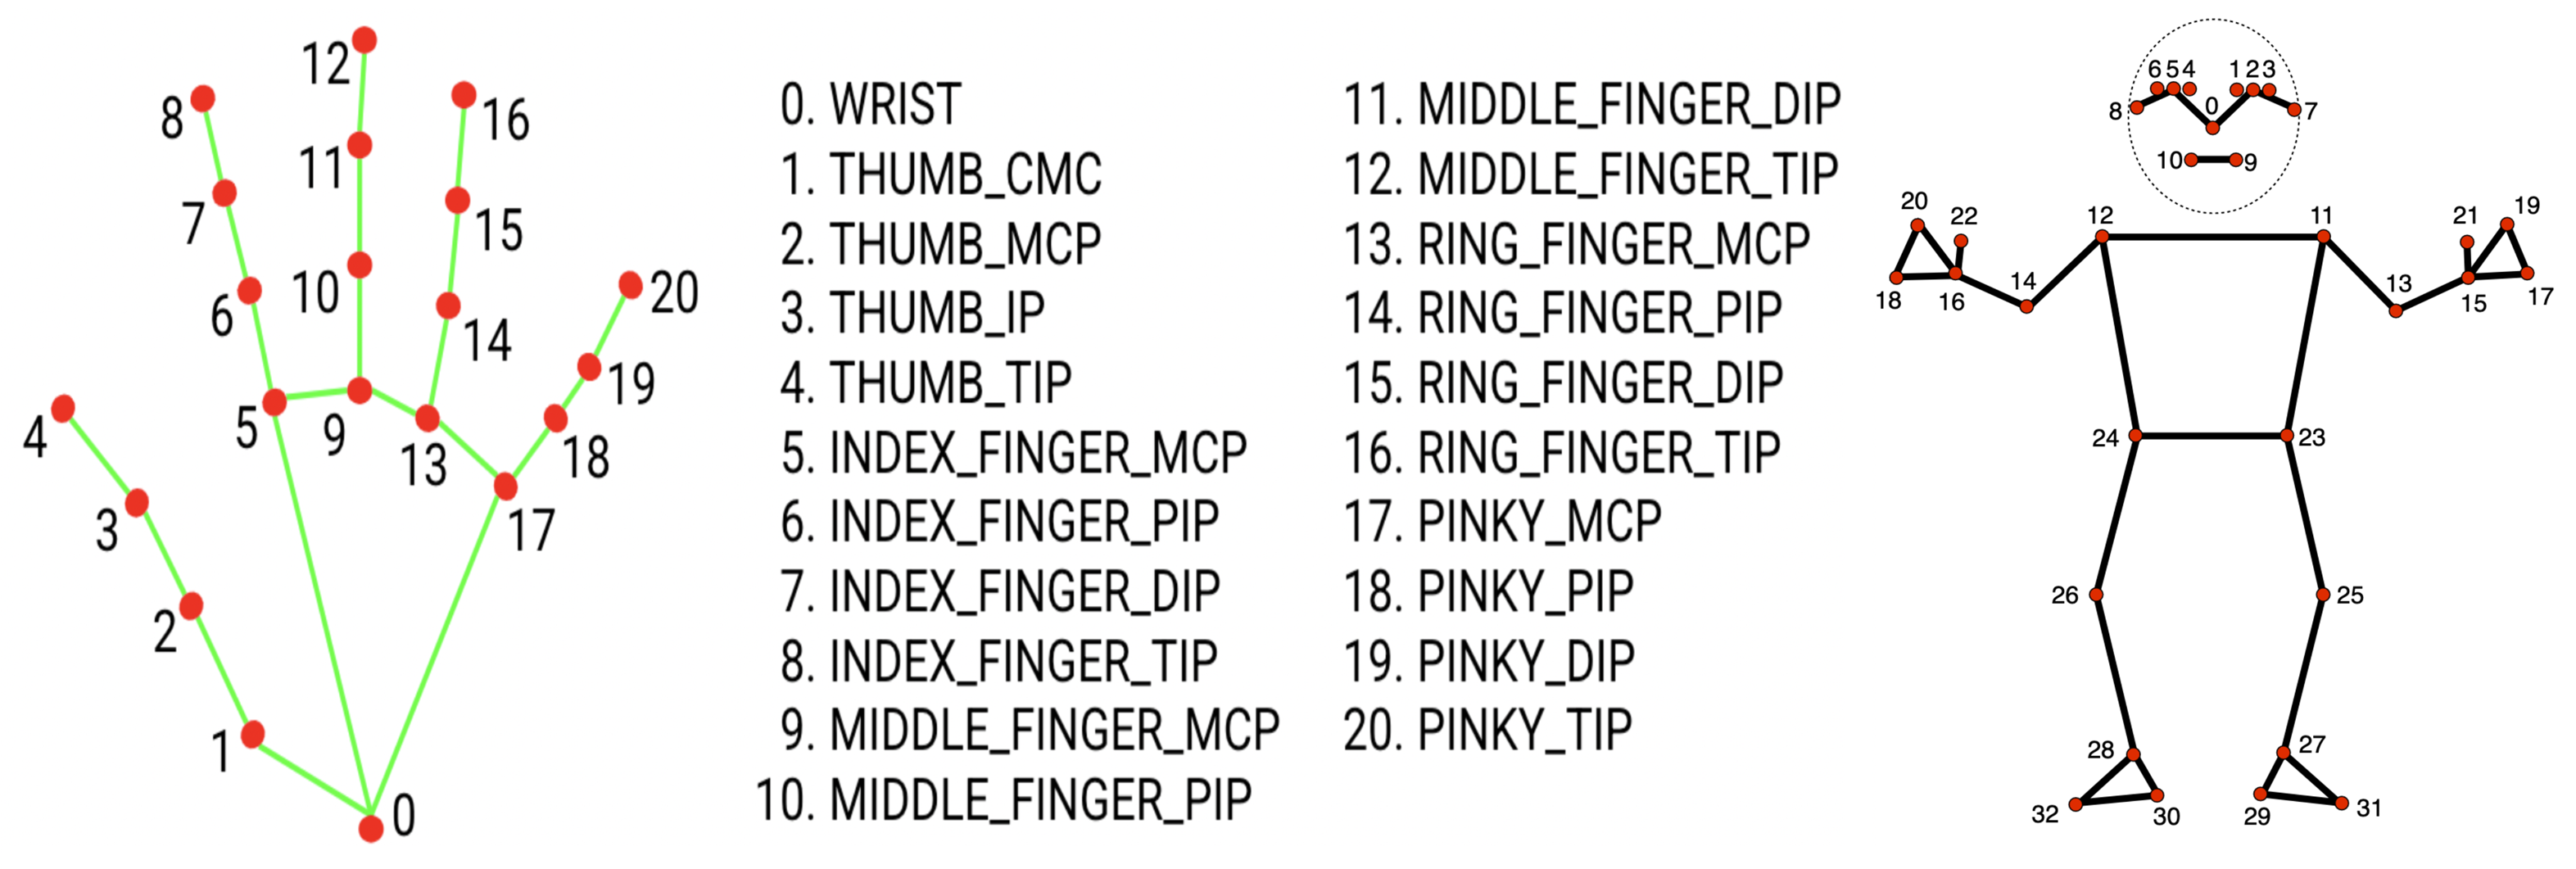 12
8
16
11
7
15
10
20
6
14
19
4
5
9
13
18
3
17
2
1
0
0. WRIST
1. THUMB_CMC
2. THUMB_MCP
3. THUMB_IP
4. THUMB_TIP
5. INDEX_FINGER_MCP
6. INDEX_FINGER_PIP
7. INDEX_FINGER_DIP
8. INDEX_FINGER_TIP
9. MIDDLE_FINGER_MCP
10. MIDDLE_FINGER_PIP
11. MIDDLE_FINGER_DIP
12. MIDDLE_FINGER_TIP
13. RING_FINGER_MCP
14. RING_FINGER_PIP
15. RING_FINGER_DIP
16. RING_FINGER_TIP
17. PINKY_MCP
18. PINKY_PIP
19. PINKY_DIP
20. PINKY_TIP
6 5 4 1 2 3
8 0 7
10 9
20 22 12 11 21 19
18 16 14 13 15 17
24 23
26 25
28 27
32 30 29 31